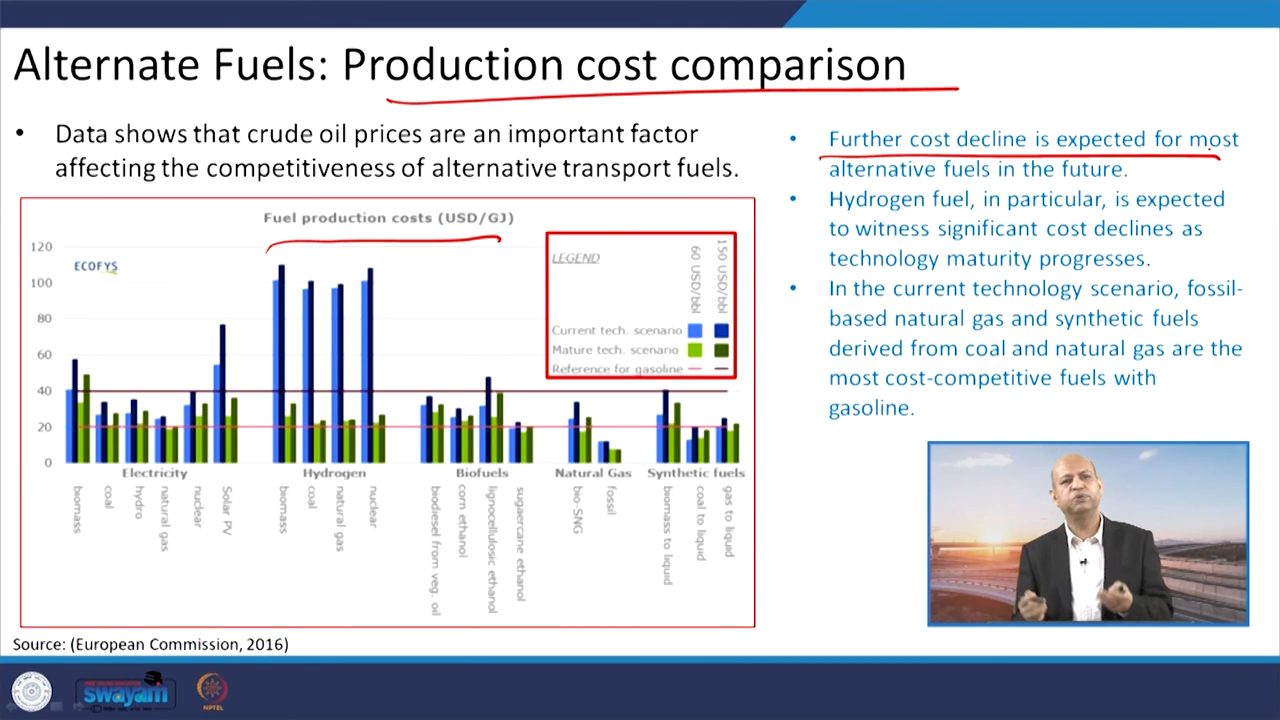 Alternate Fuels: Production cost comparison
• Data shows that crude oil prices are an important factor
affecting the competitiveness of alternative transport fuels.
Fuel production costs (USD/GJ)
120
100
80
60
40
20
0
ECOFYS
LEGEND
60 USD/bbl
150 USD/bbl
Current tech. scenario
Mature tech. scenario
Reference for gasoline
Electricity
Hydrogen
Biofuels
Natural Gas
Synthetic fuels
biomass
coal
hydro
natural gas
nuclear
Solar PV
biomass
coal
natural gas
nuclear
biodiesel from veg. oil
corn ethanol
lignocellulosic ethanol
sugaercane ethanol
bio-SNG
fossil
biomass to liquid
coal to liquid
gas to liquid
Source: (European Commission, 2016)
• Further cost decline is expected for most
alternative fuels in the future.
• Hydrogen fuel, in particular, is expected
to witness significant cost declines as
technology maturity progresses.
• In the current technology scenario, fossil-
based natural gas and synthetic fuels
derived from coal and natural gas are the
most cost-competitive fuels with
gasoline.
swayam
NPTEL